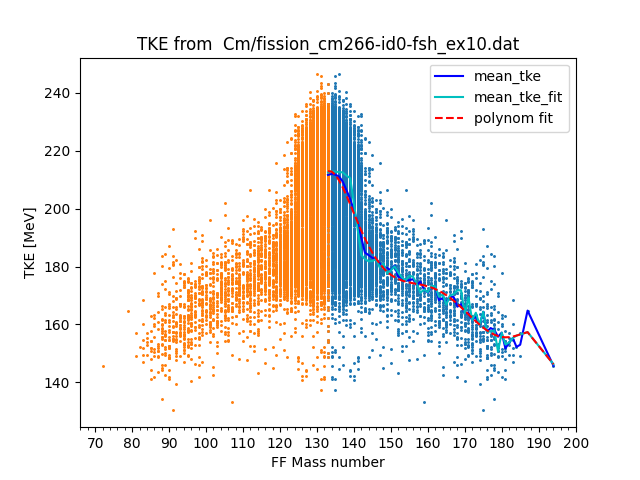 TKE from  Cm/fission_cm266-id0-fsh_ex10.dat
mean_tke
mean_tke_fit
polynom fit
TKE [MeV]
240
220
200
180
160
140
70 80 90 100 110 120 130 140 150 160 170 180 190 200
FF Mass number